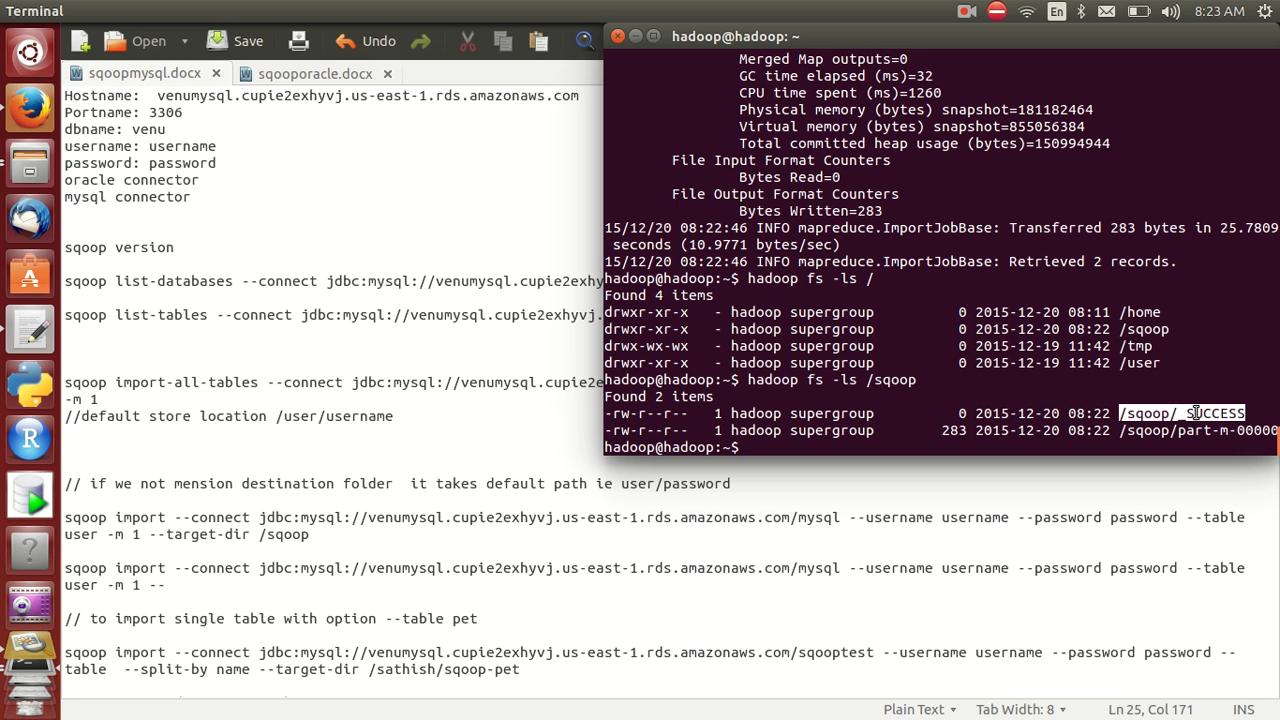 Terminal
En
8:23 AM
Open
Save
Undo
sqoopmysql.docx
sqooporacle.docx
Hostname:  venumysql.cupie2exhyvj.us-east-1.rds.amazonaws.com
Portname: 3306
dbname: venu
username: username
password: password
oracle connector
mysql connector
sqoop version
sqoop list-databases --connect jdbc:mysql://venumysql.cupie2exhy
sqoop list-tables --connect jdbc:mysql://venumysql.cupie2exhyvj.
sqoop import-all-tables --connect jdbc:mysql://venumysql.cupie2e
-m 1
//default store location /user/username
// if we not mension destination folder  it takes default path ie user/password
sqoop import --connect jdbc:mysql://venumysql.cupie2exhyvj.us-east-1.rds.amazonaws.com/mysql --username username --password password --table
user -m 1 --target-dir /sqoop
sqoop import --connect jdbc:mysql://venumysql.cupie2exhyvj.us-east-1.rds.amazonaws.com/mysql --username username --password password --table
user -m 1 --
// to import single table with option --table pet
sqoop import --connect jdbc:mysql://venumysql.cupie2exhyvj.us-east-1.rds.amazonaws.com/sqooptest --username username --password password --
table  --split-by name --target-dir /sathish/sqoop-pet
Plain Text
Tab Width: 8
Ln 25, Col 171
INS
hadoop@hadoop: ~
Merged Map outputs=0
GC time elapsed (ms)=32
CPU time spent (ms)=1260
Physical memory (bytes) snapshot=181182464
Virtual memory (bytes) snapshot=855056384
Total committed heap usage (bytes)=150994944
File Input Format Counters
Bytes Read=0
File Output Format Counters
Bytes Written=283
15/12/20 08:22:46 INFO mapreduce.ImportJobBase: Transferred 283 bytes in 25.7809
seconds (10.9771 bytes/sec)
15/12/20 08:22:46 INFO mapreduce.ImportJobBase: Retrieved 2 records.
hadoop@hadoop:~$ hadoop fs -ls /
Found 4 items
drwxr-xr-x   - hadoop supergroup          0 2015-12-20 08:11 /home
drwxr-xr-x   - hadoop supergroup          0 2015-12-20 08:22 /sqoop
drwx-wx-wx   - hadoop supergroup          0 2015-12-19 11:42 /tmp
drwxr-xr-x   - hadoop supergroup          0 2015-12-19 11:42 /user
hadoop@hadoop:~$ hadoop fs -ls /sqoop
Found 2 items
-rw-r--r--   1 hadoop supergroup          0 2015-12-20 08:22 /sqoop/_SUCCESS
-rw-r--r--   1 hadoop supergroup        283 2015-12-20 08:22 /sqoop/part-m-00000
hadoop@hadoop:~$